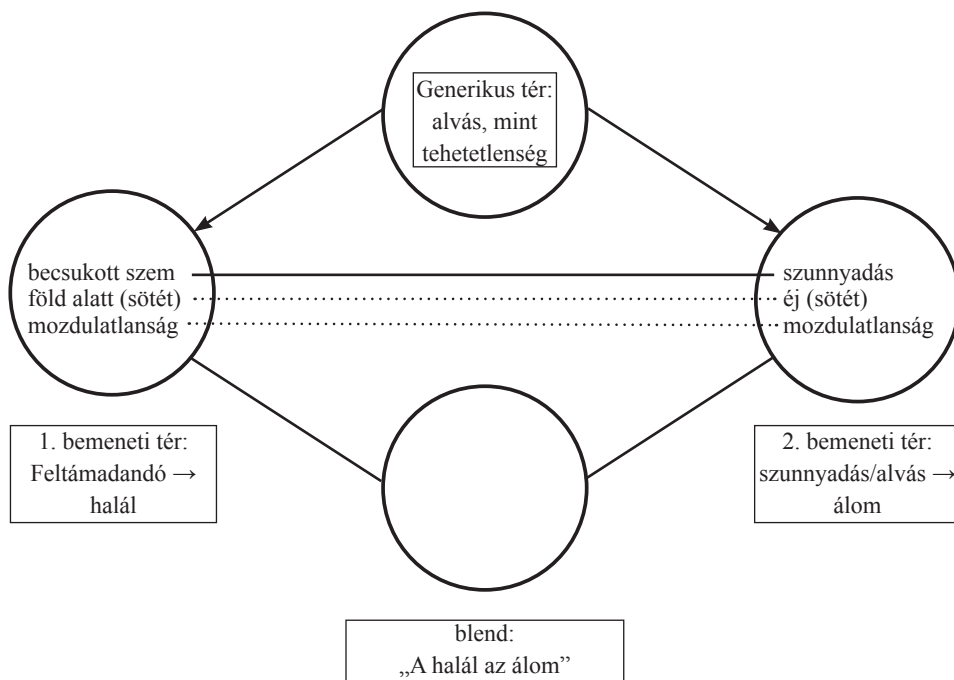 Generikus tér:
alvás, mint
tehetetlenség
becsukott szem
föld alatt (sötét)
mozdulatlanság
szunnyadás
éj (sötét)
mozdulatlanság
1. bemeneti tér:
Feltámadandó →
halál
2. bemeneti tér:
szunnyadás/alvás →
álom
blend:
„A halál az álom”